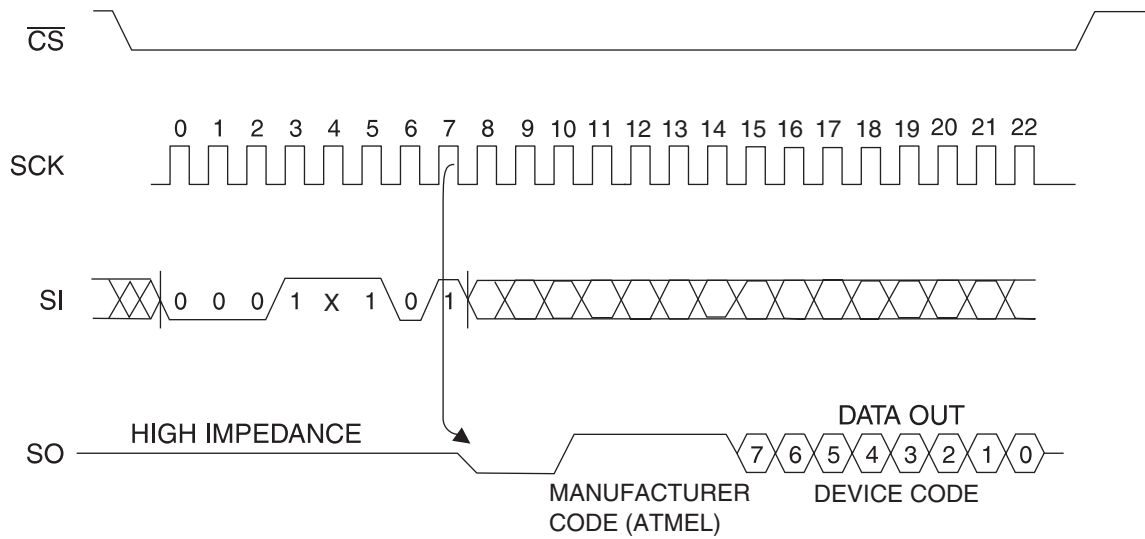 CS
0 1 2 3 4 5 6 7 8 9 10 11 12 13 14 15 16 17 18 19 20 21 22
SCK
SI
0 0 0 1 X 1 0 1
DATA OUT
HIGH IMPEDANCE
SO
7 6 5 4 3 2 1 0
MANUFACTURER
CODE (ATMEL)
DEVICE CODE